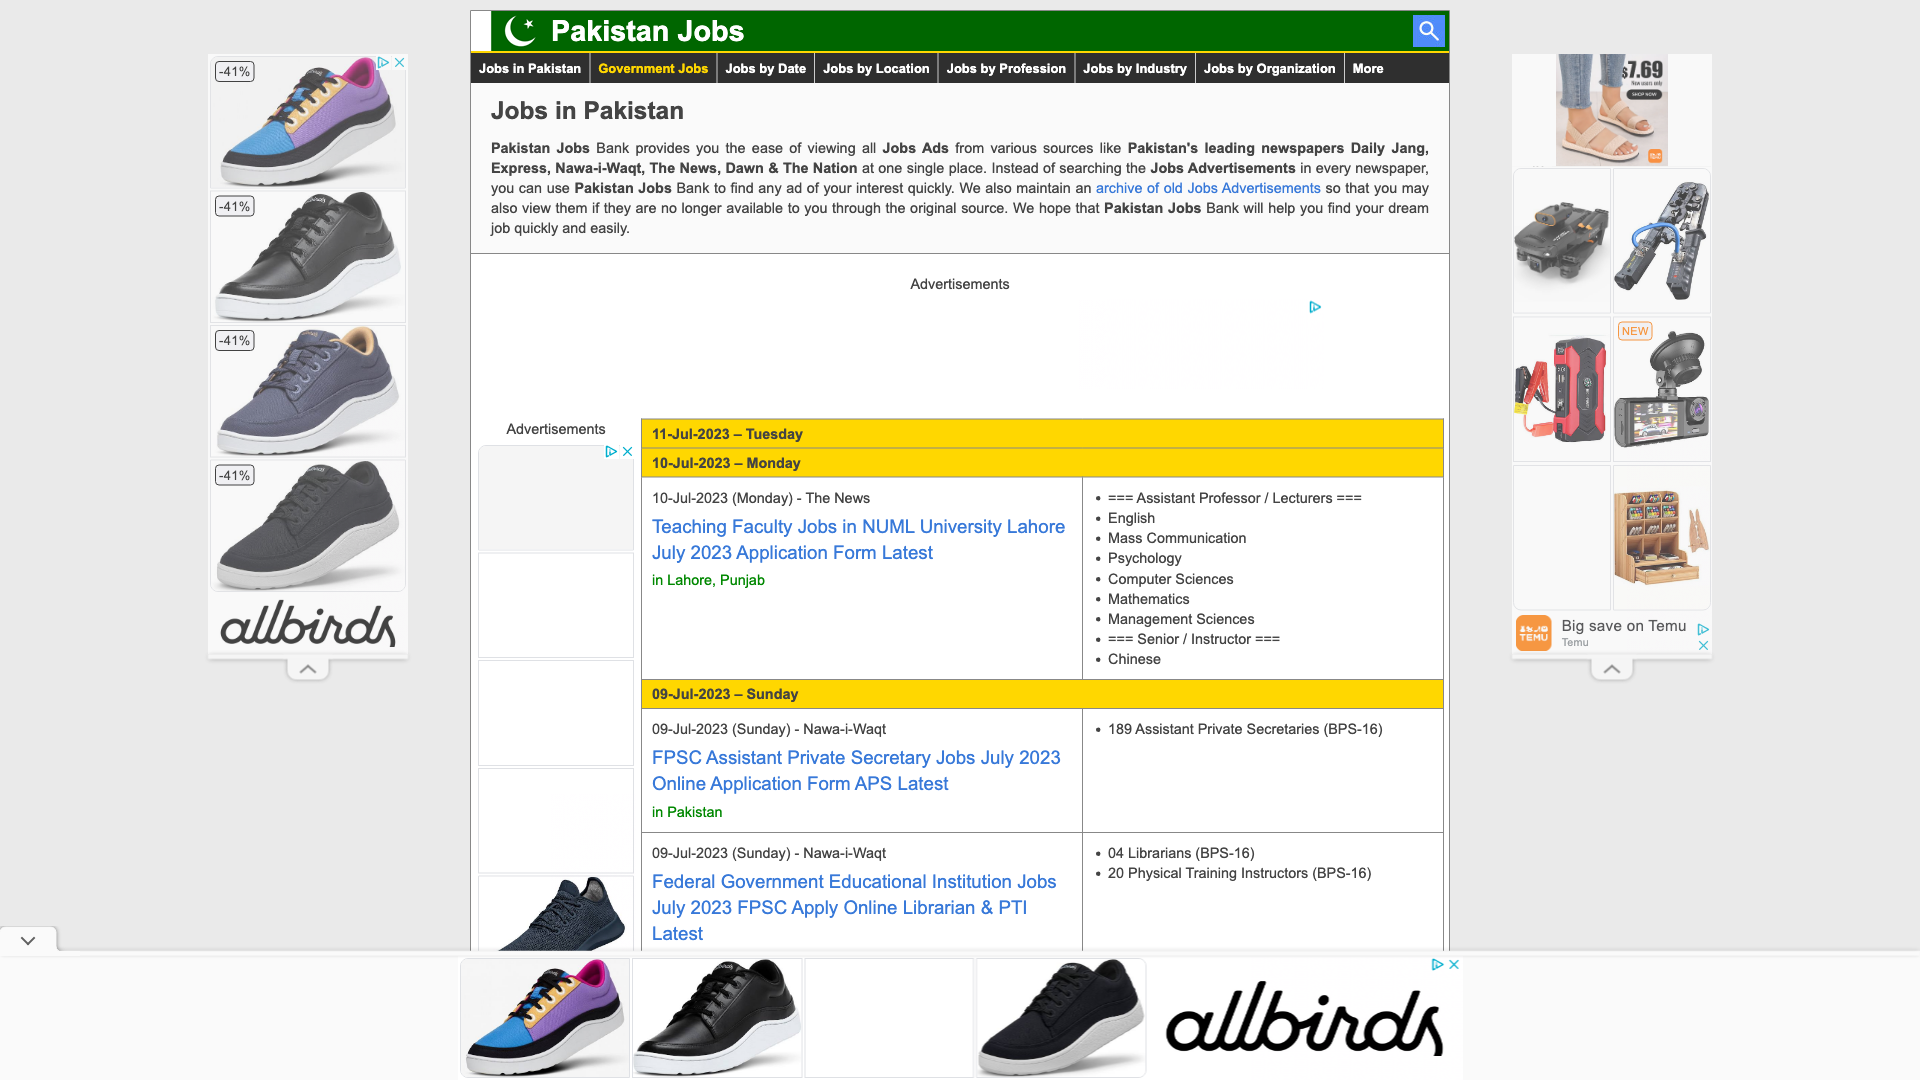 Pakistan Jobs
Jobs in Pakistan
Government Jobs
Jobs by Date
Jobs by Location
Jobs by Profession
Jobs by Industry
Jobs by Organization
More
Jobs in Pakistan
Pakistan Jobs Bank provides you the ease of viewing all Jobs Ads from various sources like Pakistan's leading newspapers Daily Jang,
Express, Nawa-i-Waqt, The News, Dawn & The Nation at one single place. Instead of searching the Jobs Advertisements in every newspaper,
you can use Pakistan Jobs Bank to find any ad of your interest quickly. We also maintain an archive of old Jobs Advertisements so that you may
also view them if they are no longer available to you through the original source. We hope that Pakistan Jobs Bank will help you find your dream
job quickly and easily.
Advertisements
Advertisements
11-Jul-2023 – Tuesday
10-Jul-2023 – Monday
10-Jul-2023 (Monday) - The News
Teaching Faculty Jobs in NUML University Lahore
July 2023 Application Form Latest
in Lahore, Punjab
• === Assistant Professor / Lecturers ===
• English
• Mass Communication
• Psychology
• Computer Sciences
• Mathematics
• Management Sciences
• === Senior / Instructor ===
• Chinese
09-Jul-2023 – Sunday
09-Jul-2023 (Sunday) - Nawa-i-Waqt
FPSC Assistant Private Secretary Jobs July 2023
Online Application Form APS Latest
in Pakistan
• 189 Assistant Private Secretaries (BPS-16)
09-Jul-2023 (Sunday) - Nawa-i-Waqt
Federal Government Educational Institution Jobs
July 2023 FPSC Apply Online Librarian & PTI
Latest
• 04 Librarians (BPS-16)
• 20 Physical Training Instructors (BPS-16)
-41%
-41%
-41%
-41%
allbirds
$7.69
New users only
SHOP NOW
NEW
TEMU
Big save on Temu
Temu
allbirds